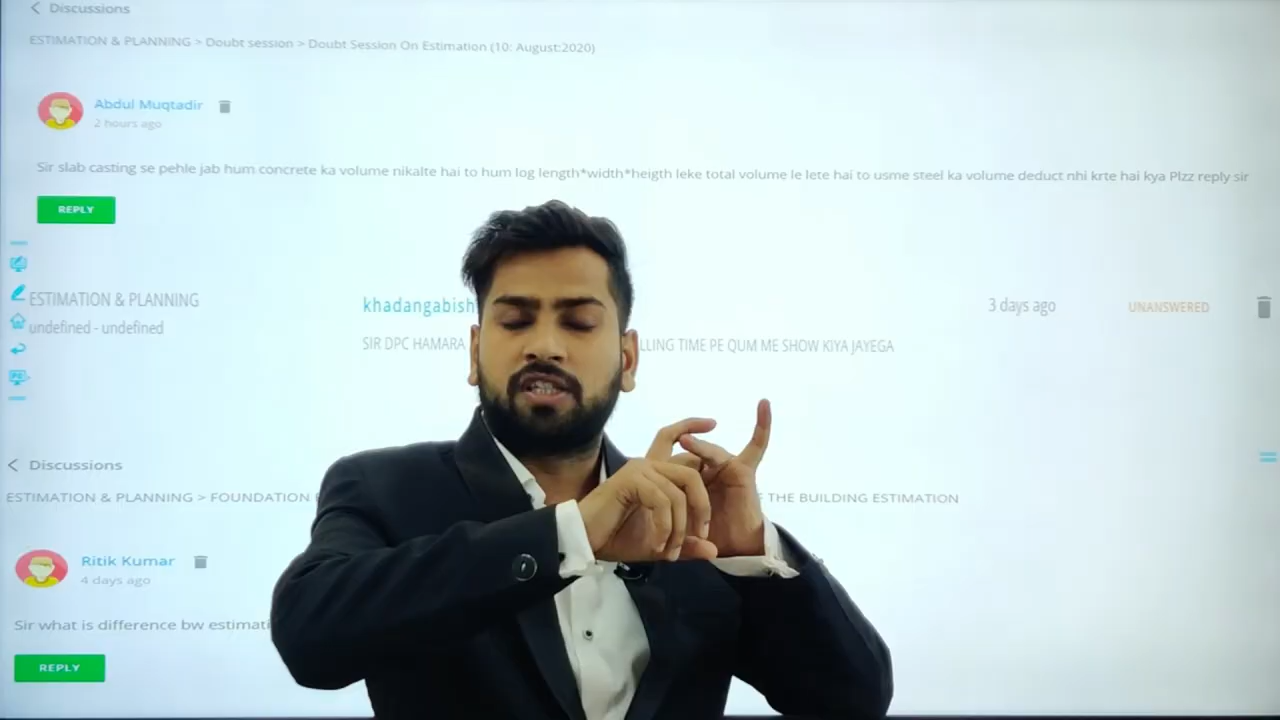 Discussions
ESTIMATION & PLANNING > Doubt session > Doubt Session On Estimation (10: August:2020)
Abdul Muqtadir
2 hours ago
Sir slab casting se pehle jab hum concrete ka volume nikalte hai to hum log length*width*heigth leke total volume le lete hai to usme steel ka volume deduct nhi krte hai kya Plzz reply sir
REPLY
ESTIMATION & PLANNING
undefined - undefined
khadangabish
3 days ago
UNANSWERED
SIR DPC HAMARA LLING TIME PE QUM ME SHOW KIYA JAYEGA
Discussions
ESTIMATION & PLANNING > FOUNDATION THE BUILDING ESTIMATION
Ritik Kumar
4 days ago
Sir what is difference bw estimati
REPLY